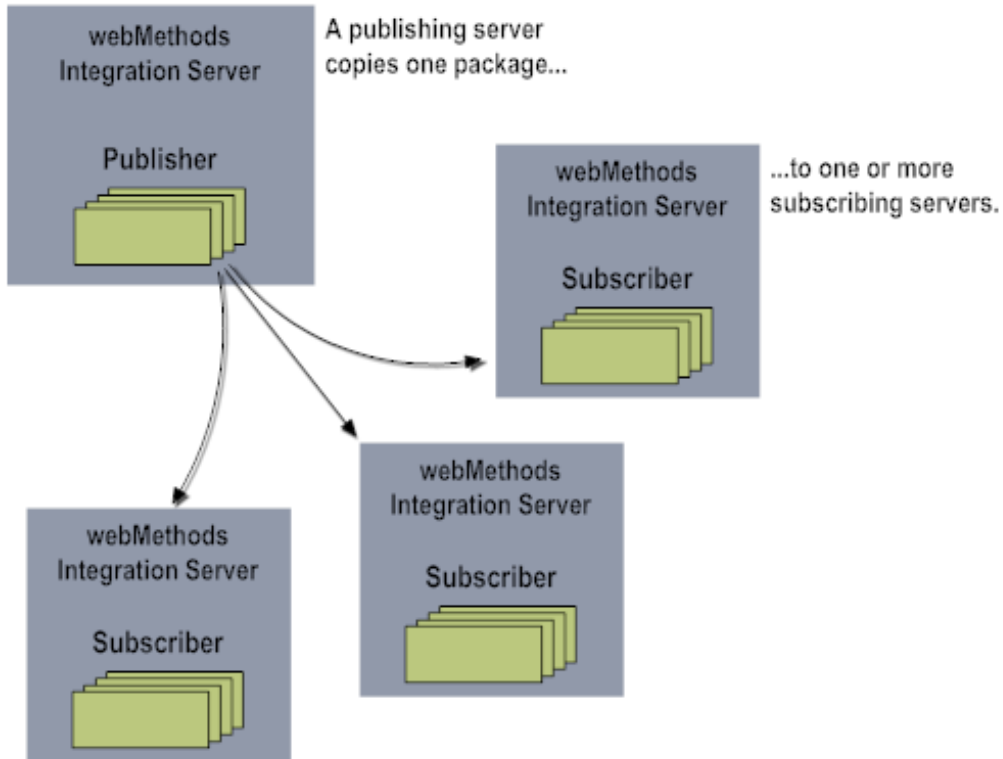 webMethods
Integration Server
Publisher
A publishing server
copies one package...
webMethods
Integration Server
Subscriber
...to one or more
subscribing servers.
webMethods
Integration Server
Subscriber
webMethods
Integration Server
Subscriber